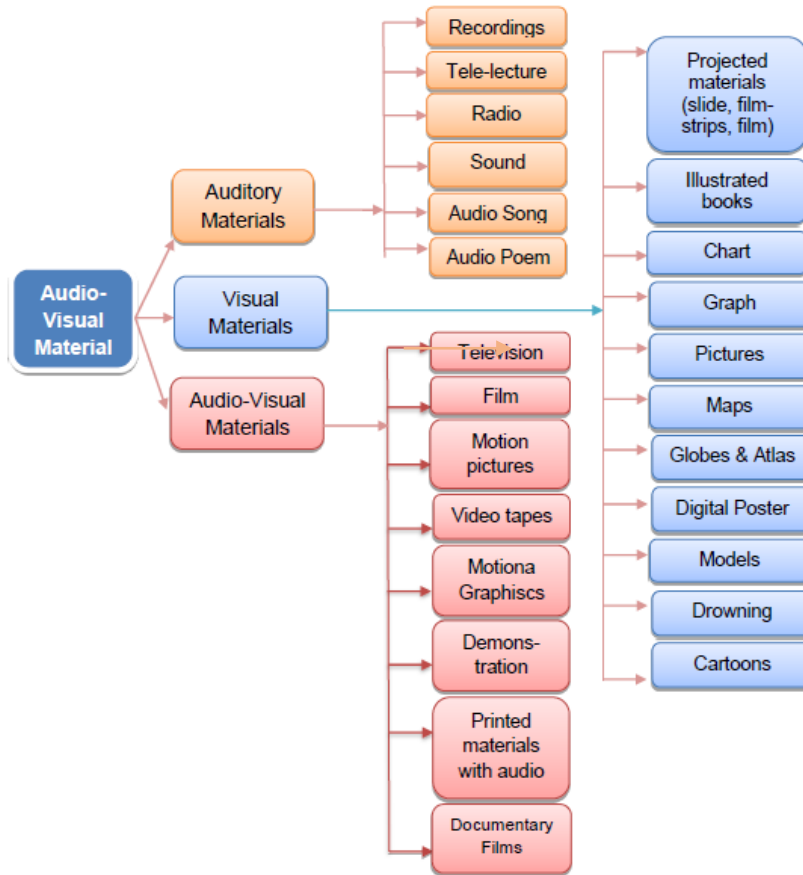 Audio-
Visual
Material
Auditory
Materials
Visual
Materials
Audio-Visual
Materials
Recordings
Tele-lecture
Radio
Sound
Audio Song
Audio Poem
Television
Film
Motion
pictures
Video tapes
Motiona
Graphiscs
Demons-
tration
Printed
materials
with audio
Documentary
Films
Projected
materials
(slide, film-
strips, film)
Illustrated
books
Chart
Graph
Pictures
Maps
Globes & Atlas
Digital Poster
Models
Drowning
Cartoons